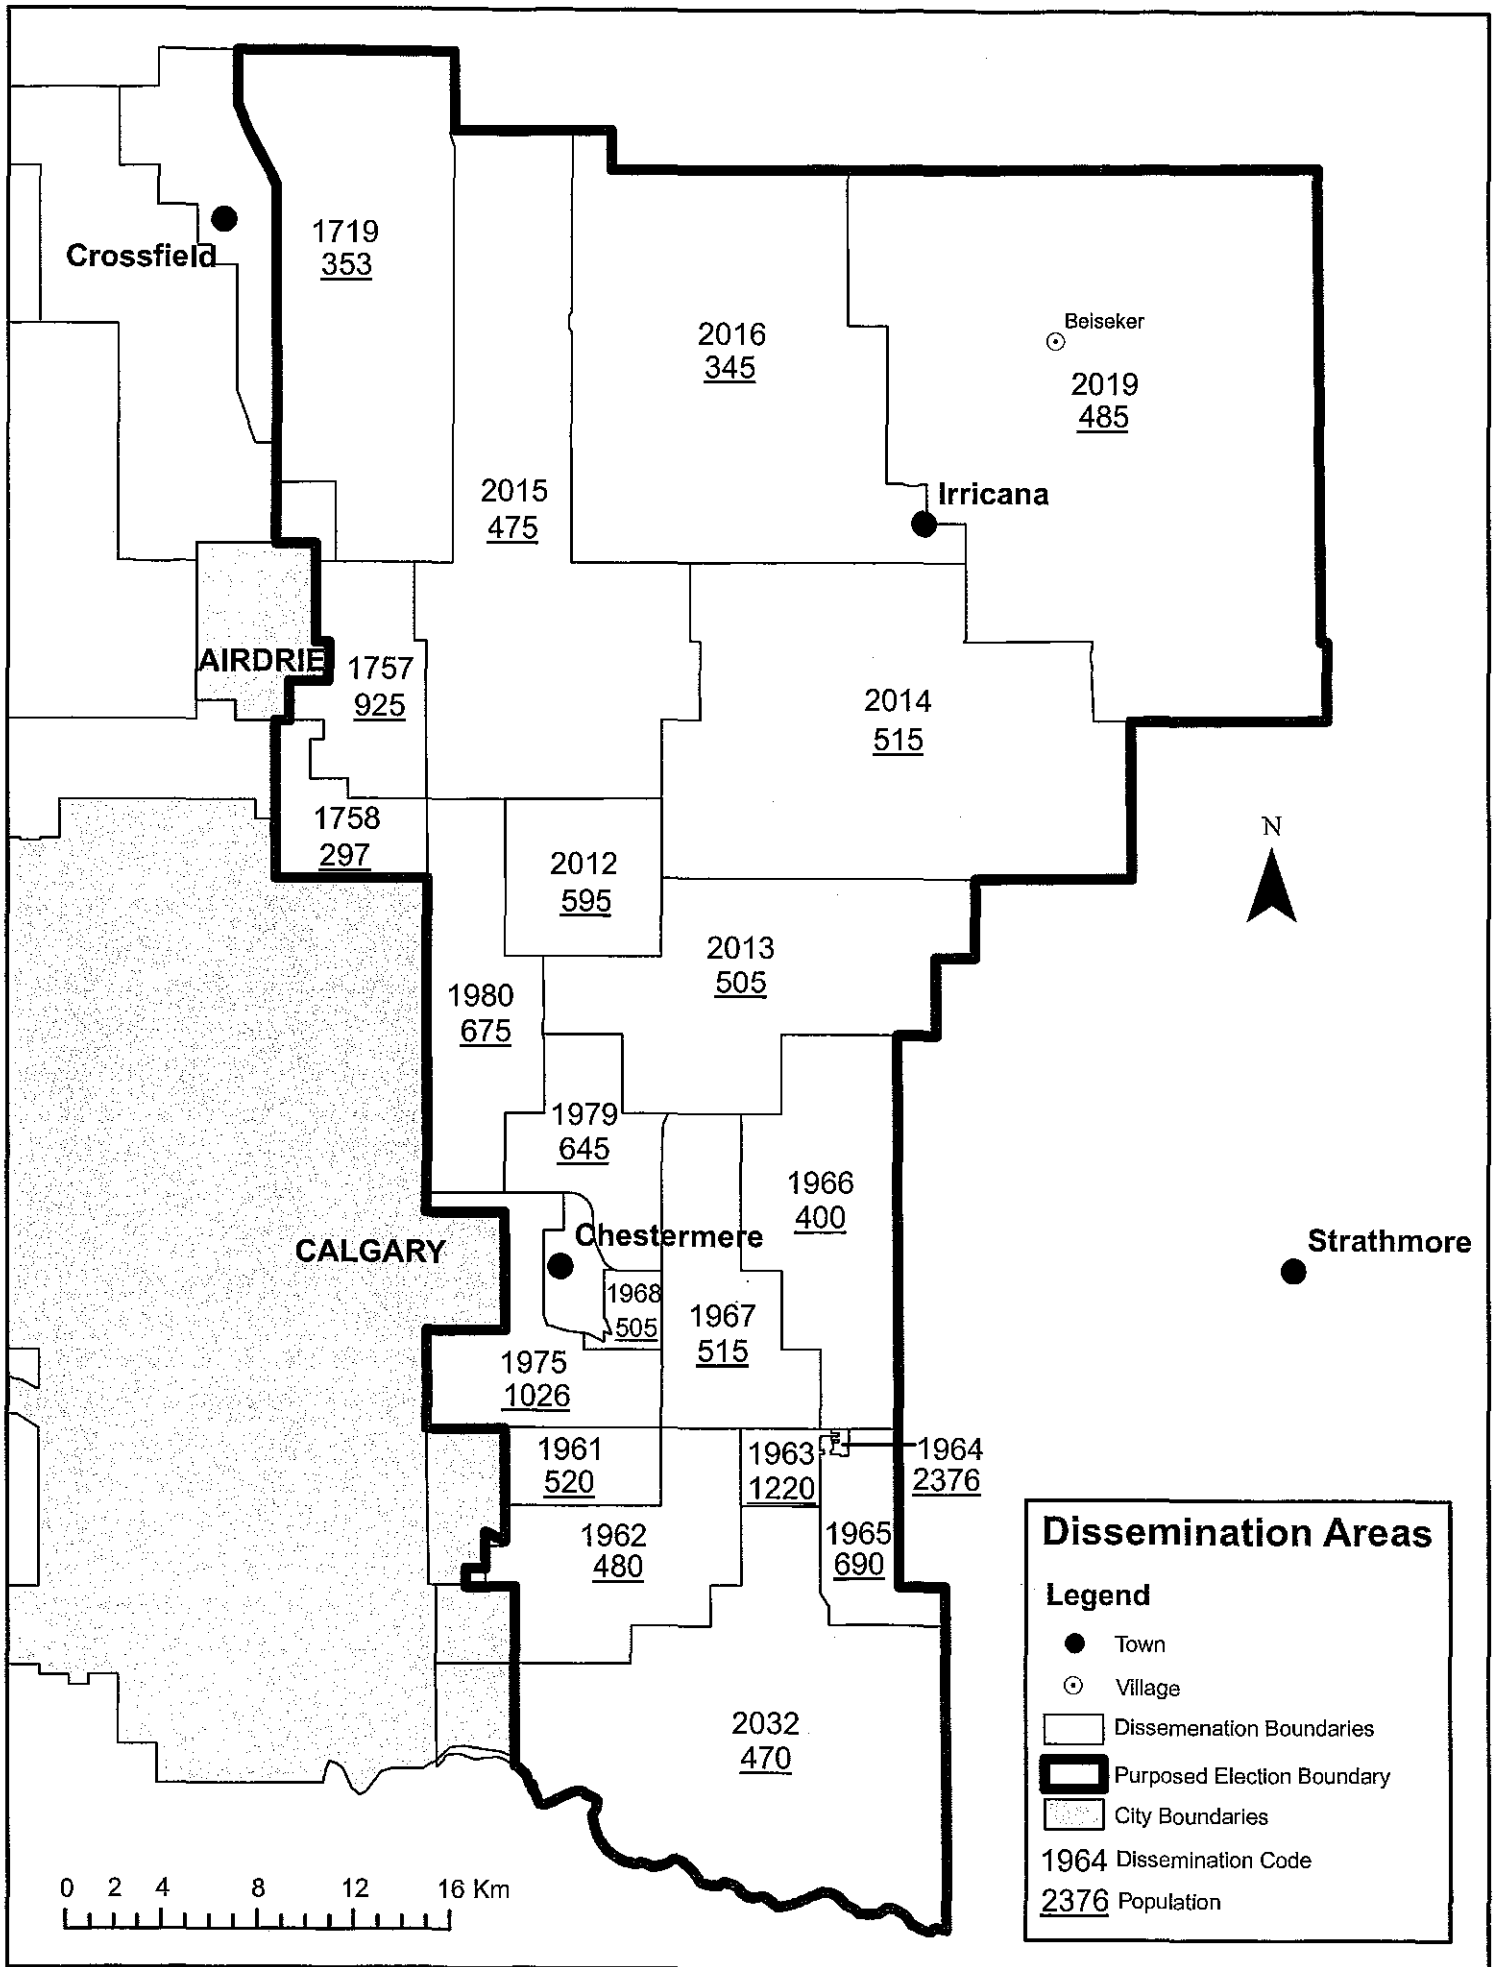 Crossfield
1719
353
2016
345
Beiseker
2019
485
2015
475
Irricana
AIRDRIE
1757
925
2014
515
1758
297
2012
595
N
2013
505
1980
675
1979
645
1966
400
CALGARY
Chestermere
Strathmore
1968
505
1967
515
1975
1026
1961
520
1963
1220
1964
2376
1962
480
1965
690
2032
470
0 2 4 8 12 16 Km
Dissemination Areas
Legend
Town
Village
Dissemenation Boundaries
Purposed Election Boundary
City Boundaries
1964 Dissemination Code
2376 Population